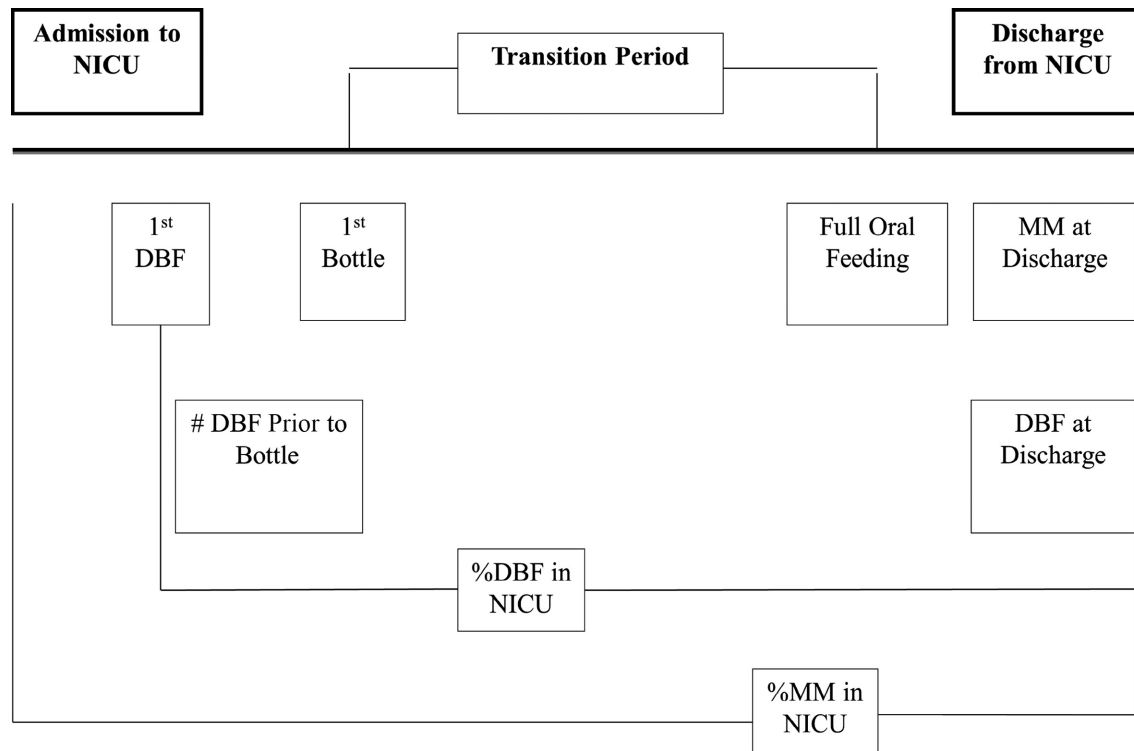 Admission to
NICU
Transition Period
Discharge
from NICU
1st
DBF
1st
Bottle
Full Oral
Feeding
MM at
Discharge
# DBF Prior to
Bottle
DBF at
Discharge
%DBF in
NICU
%MM in
NICU